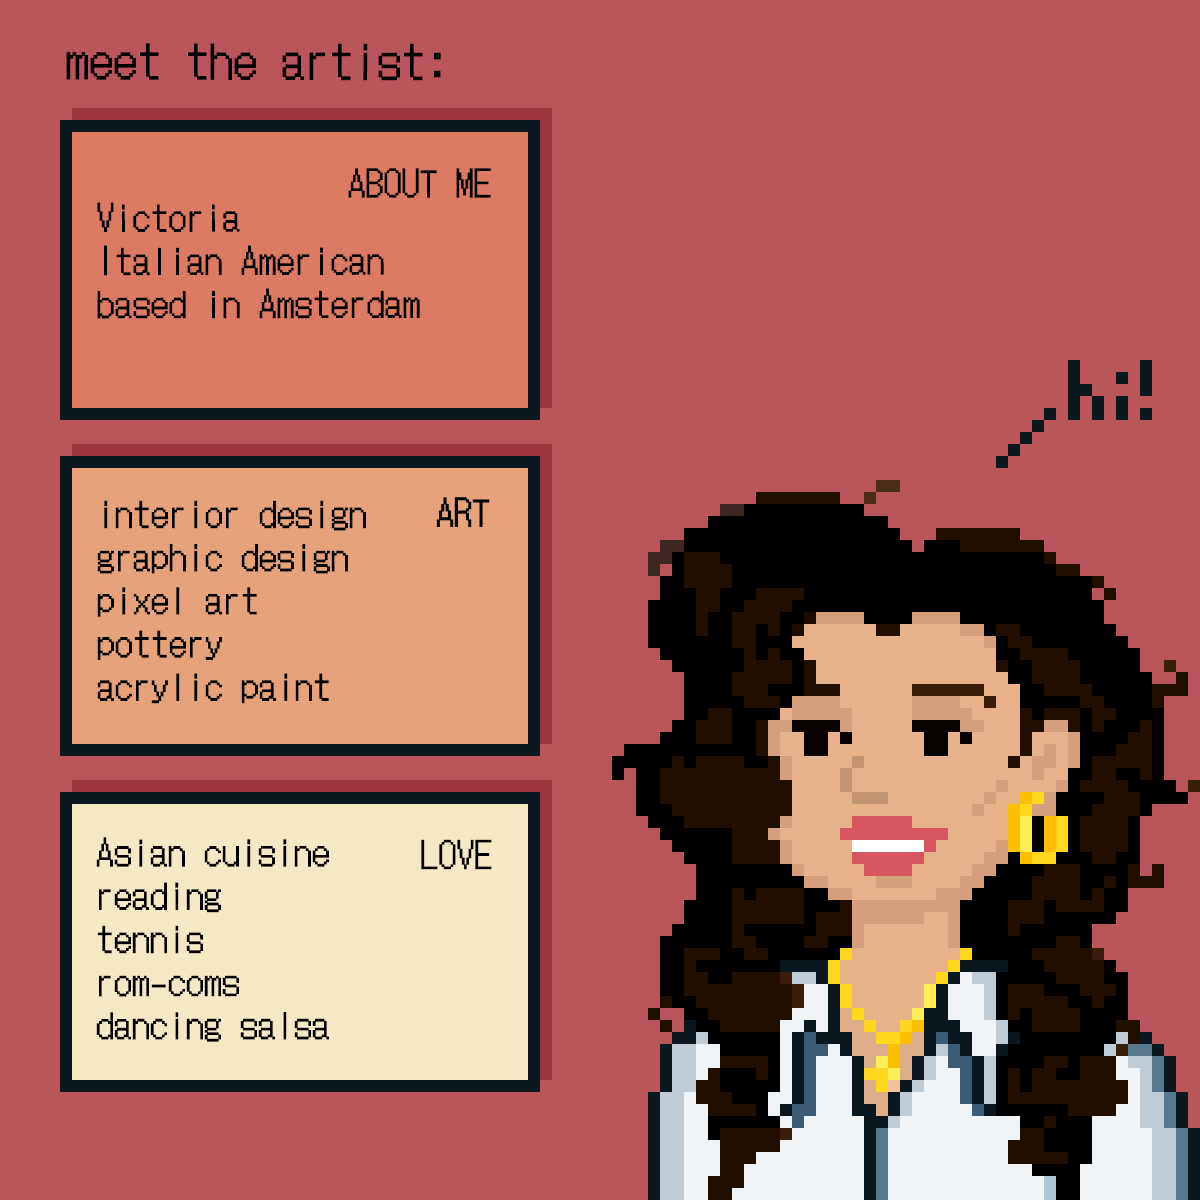 meet the artist:
ABOUT ME
Victoria
Italian American
based in Amsterdam
ART
interior design
graphic design
pixel art
pottery
acrylic paint
LOVE
Asian cuisine
reading
tennis
rom-coms
dancing salsa
hi!